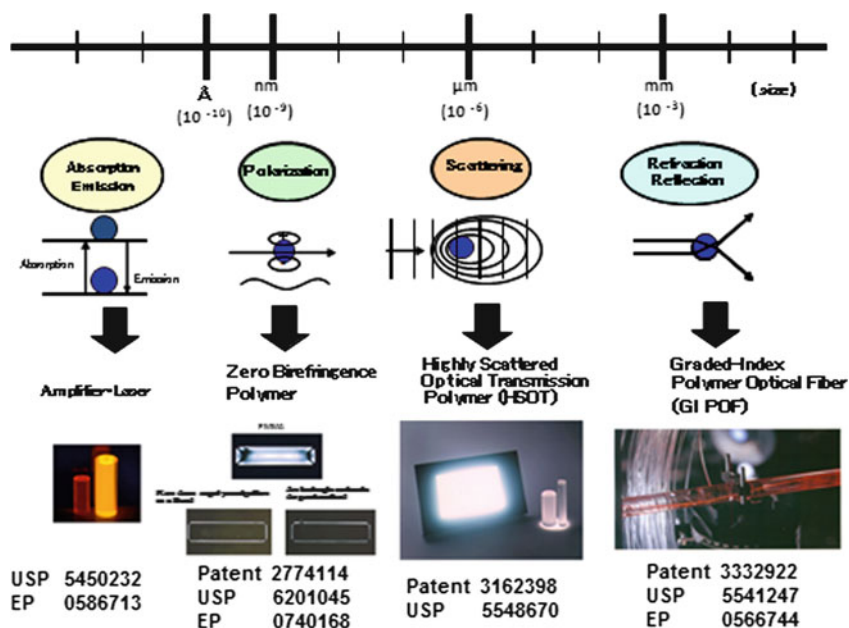 Å
(10 -10)
nm
(10 -9)
μm
(10 -6)
mm
(10 -3)
(size)
Absorption
Emission
Polarization
Scattering
Refraction
Reflection
Absorption
Emission
Amplifier・Laser
Zero Birefringence
Polymer
Highly Scattered
Optical Transmission
Polymer (HSOT)
Graded-Index
Polymer Optical Fiber
(GI POF)
PMMA
USP 5450232
EP 0586713
Patent 2774114
USP 6201045
EP 0740168
Patent 3162398
USP 5548670
Patent 3332922
USP 5541247
EP 0566744